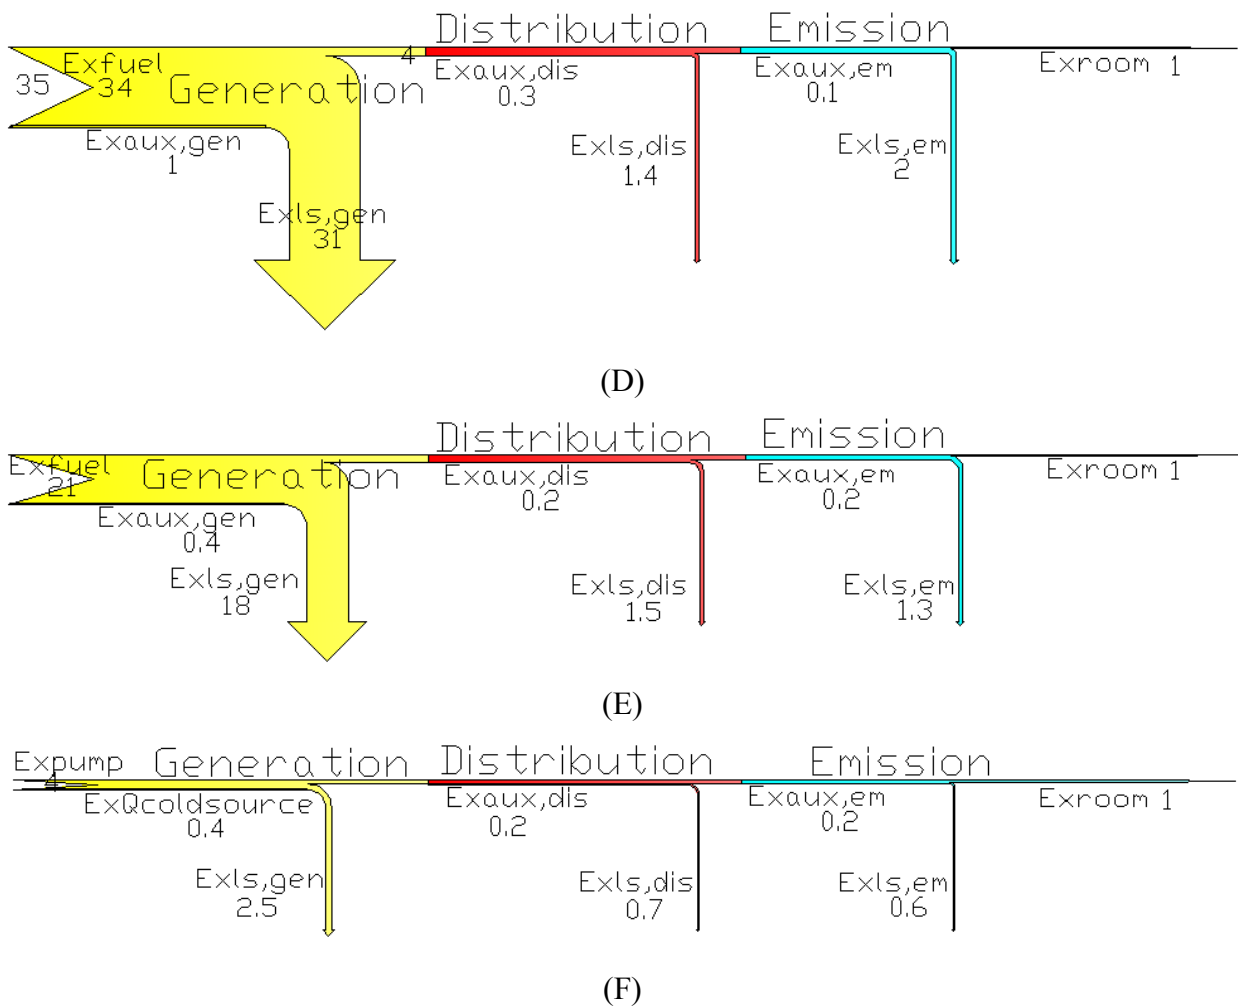 Distribution Emission
Exfuel 4 Exaux,dis Exaux,em Exroom 1
35 34 Generation 0.3 0.1
Exaux,gen Exls,dis Exls,em
1 1.4 2
Exls,gen
31
(D)
Distribution Emission
Exfuel Generation Exaux,dis Exaux,em Exroom 1
21 0.2 0.2
Exaux,gen
0.4
Exls,gen Exls,dis Exls,em
18 1.5 1.3
(E)
Expump Generation Distribution Emission
4
ExQcoldsource Exaux,dis Exaux,em Exroom 1
0.4 0.2 0.2
Exls,gen Exls,dis Exls,em
2.5 0.7 0.6
(F)